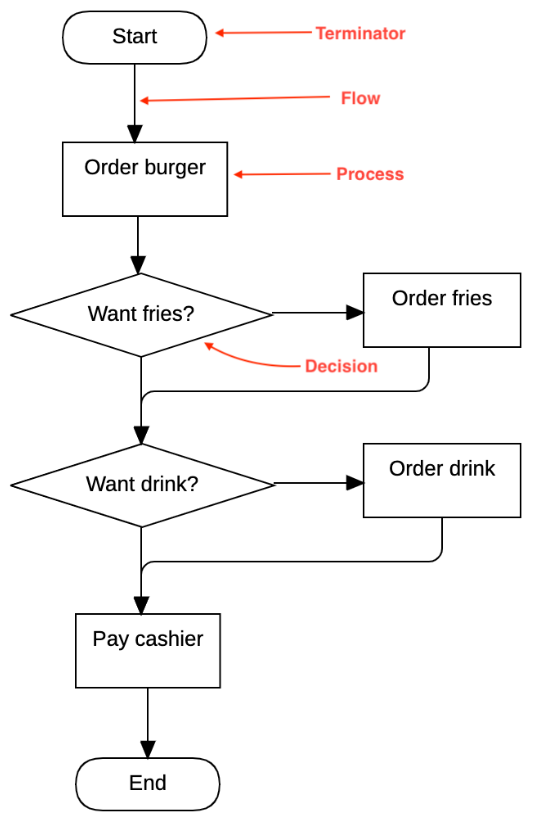 Start
Terminator
Flow
Order burger
Process
Want fries?
Order fries
Decision
Want drink?
Order drink
Pay cashier
End